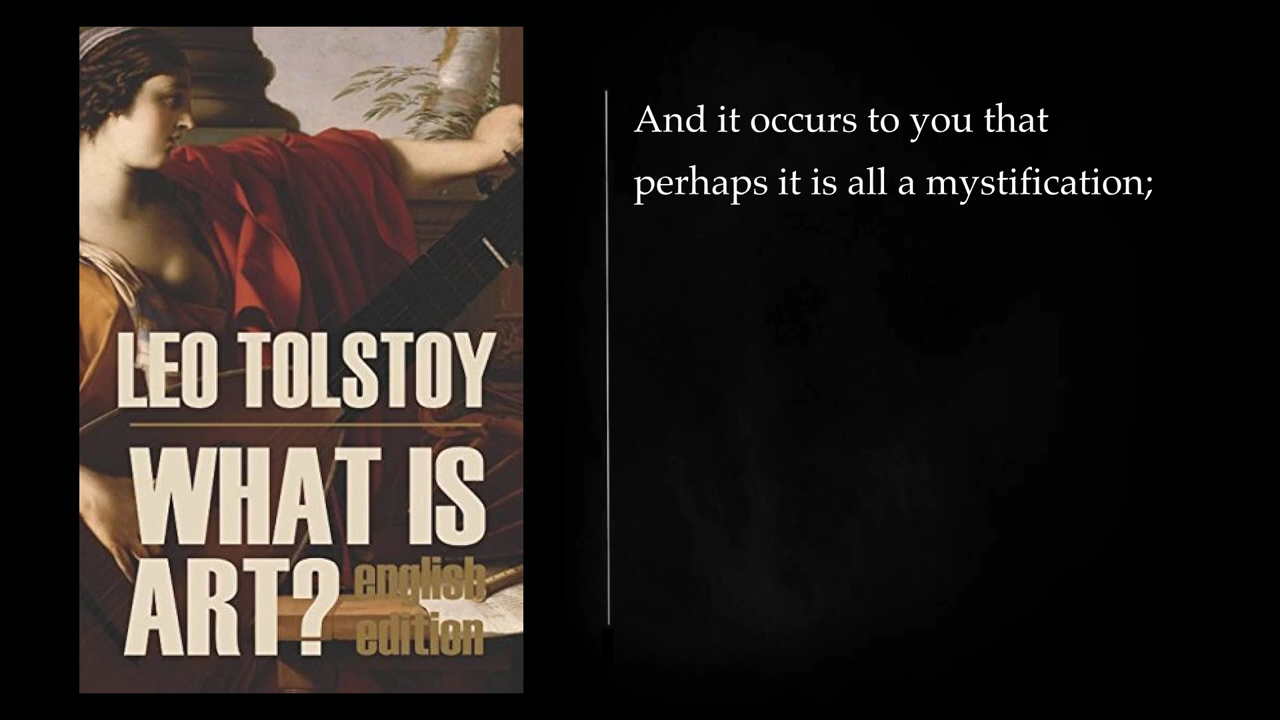 LEO TOLSTOY
WHAT IS
ART? english
edition
And it occurs to you that
perhaps it is all a mystification;